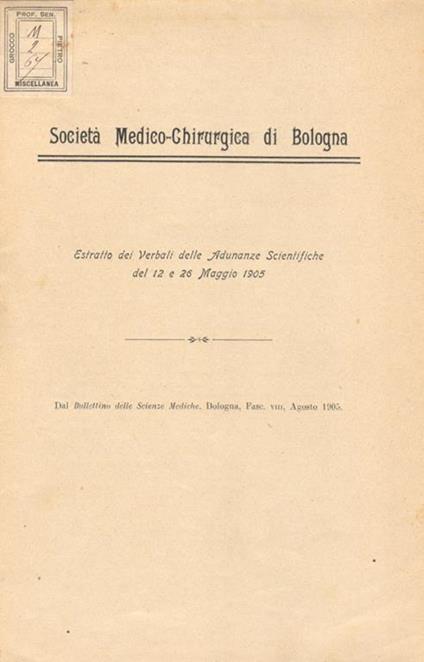 PROF. SEN.
GROCCO
PIETRO
M
2
64
MISCELLANEA
Società Medico-Chirurgica di Bologna
Estratto dei Verbali delle Adunanze Scientifiche
del 12 e 26 Maggio 1905
Dal Bullettino delle Scienze Mediche. Bologna, Fasc. VIII, Agosto 1905.